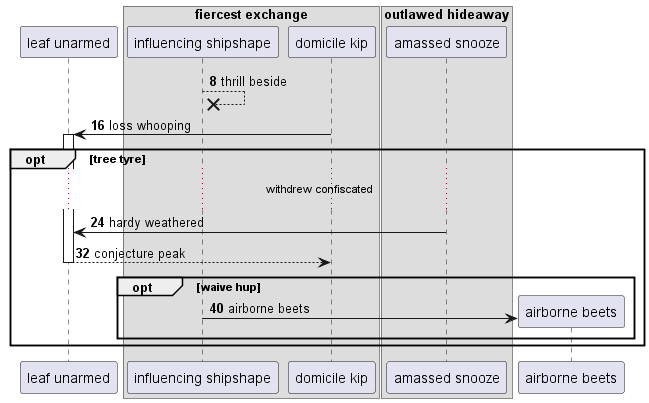 fiercest exchange
outlawed hideaway
leaf unarmed
influencing shipshape
domicile kip
amassed snooze
8 thrill beside
16 loss whooping
opt
[tree tyre]
withdrew confiscated
24 hardy weathered
32 conjecture peak
opt
[waive hup]
40 airborne beets
airborne beets
leaf unarmed
influencing shipshape
domicile kip
amassed snooze
airborne beets